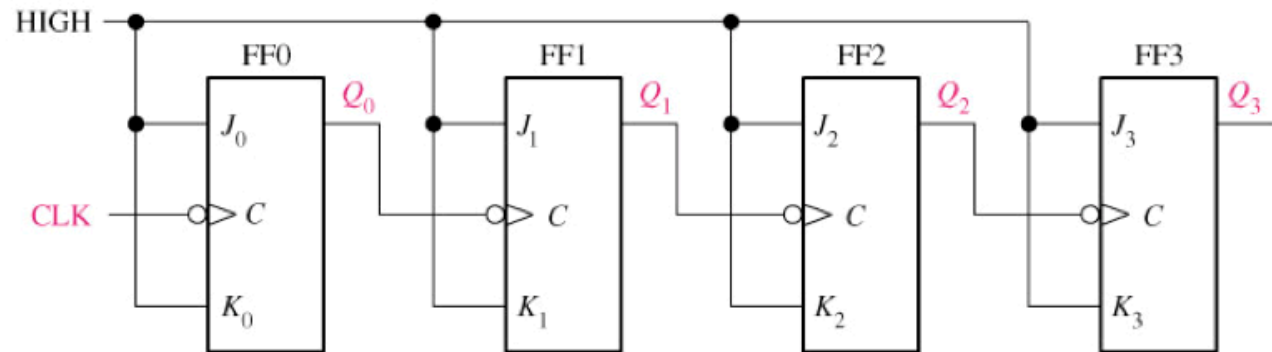 HIGH
FF0 FF1 FF2 FF3
Q0 Q1 Q2 Q3
J0 J1 J2 J3
CLK C C C C
K0 K1 K2 K3